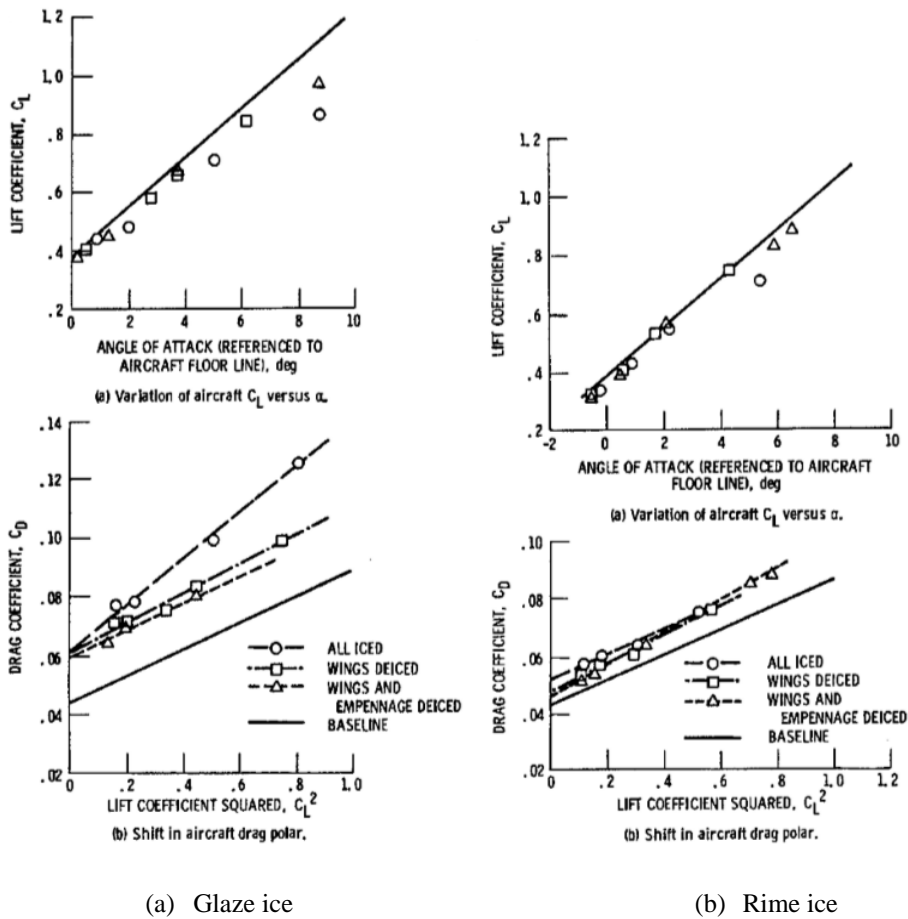 1.2
1.0
.8
.6
.4
.2
LIFT COEFFICIENT, C_L
0 2 4 6 8 10
ANGLE OF ATTACK (REFERENCED TO
AIRCRAFT FLOOR LINE), deg
(a) Variation of aircraft C_L versus α.
.14
.12
.10
.08
.06
.04
.02
DRAG COEFFICIENT, C_D
ALL ICED
WINGS DEICED
WINGS AND
EMPENNAGE DEICED
BASELINE
0 .2 .4 .6 .8 1.0
LIFT COEFFICIENT SQUARED, C_L²
(b) Shift in aircraft drag polar.
(a) Glaze ice
1.2
1.0
.8
.6
.4
.2
LIFT COEFFICIENT, C_L
-2 0 2 4 6 8 10
ANGLE OF ATTACK (REFERENCED TO AIRCRAFT
FLOOR LINE), deg
(a) Variation of aircraft C_L versus α.
.10
.08
.06
.04
.02
DRAG COEFFICIENT, C_D
ALL ICED
WINGS DEICED
WINGS AND
EMPENNAGE DEICED
BASELINE
0 .2 .4 .6 .8 1.0 1.2
LIFT COEFFICIENT SQUARED, C_L²
(b) Shift in aircraft drag polar.
(b) Rime ice